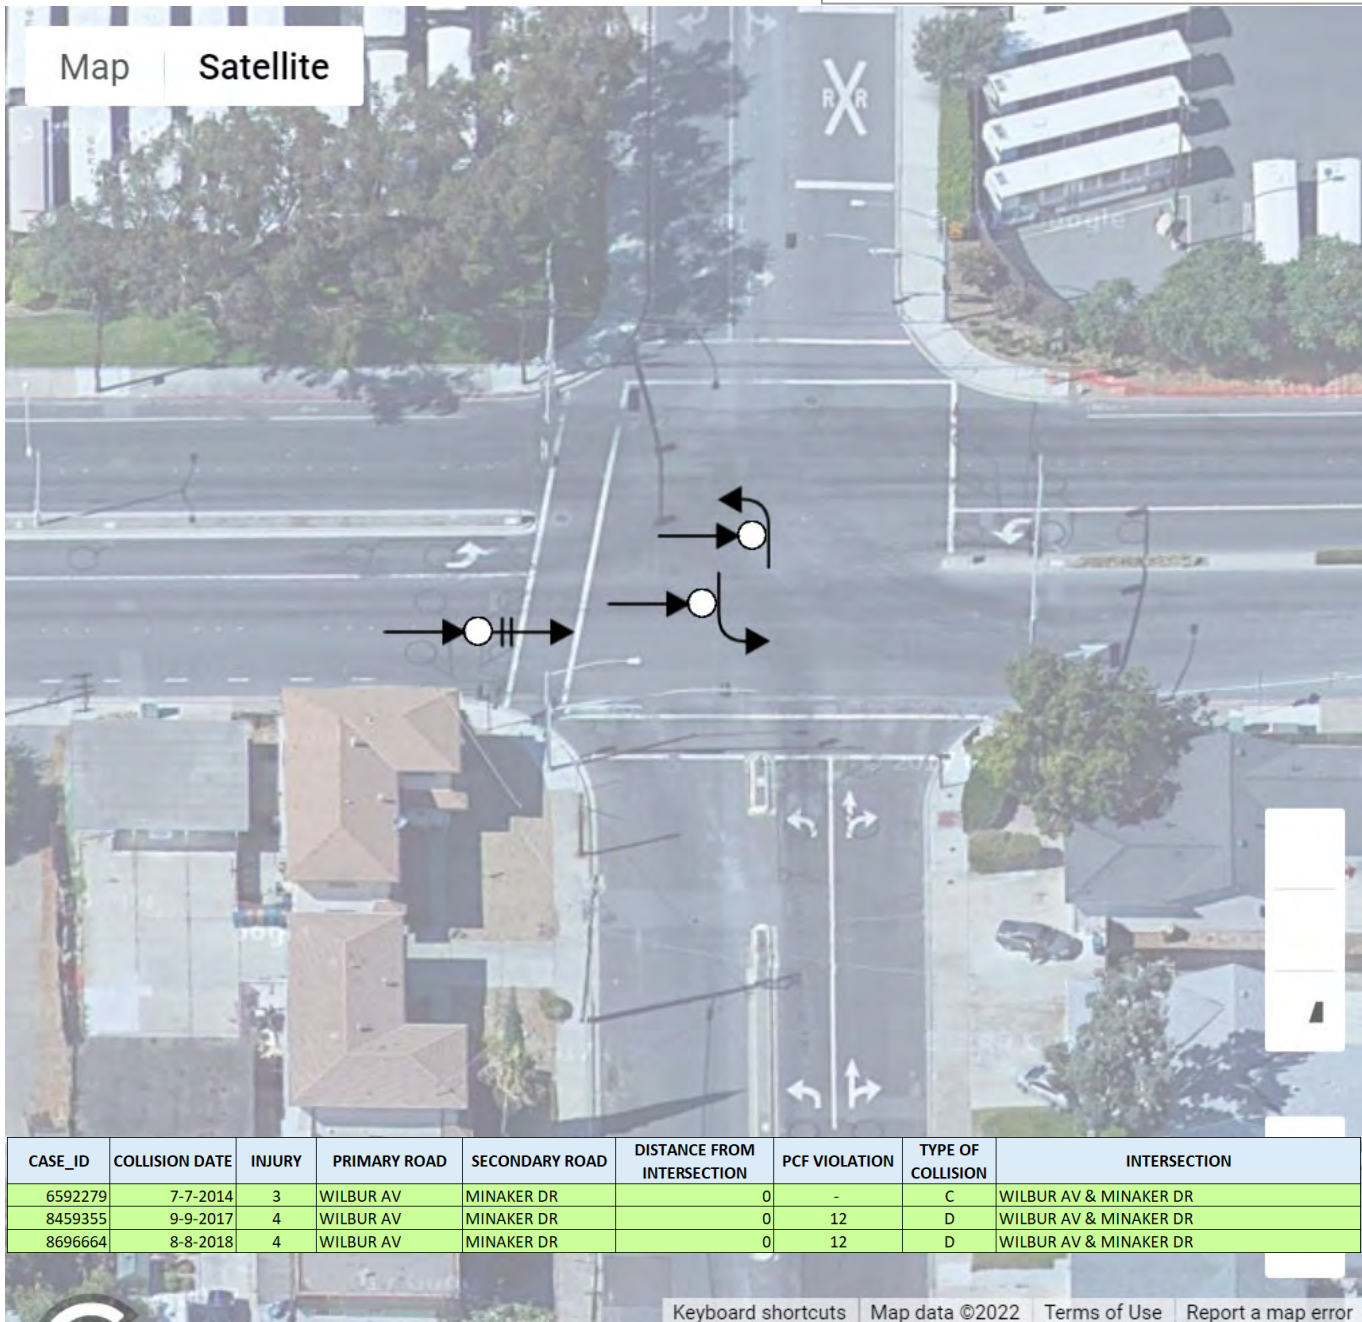 Map Satellite
R R
Google
CASE_ID COLLISION DATE INJURY PRIMARY ROAD SECONDARY ROAD DISTANCE FROM INTERSECTION PCF VIOLATION TYPE OF COLLISION INTERSECTION
6592279 7-7-2014 3 WILBUR AV MINAKER DR 0 - C WILBUR AV & MINAKER DR
8459355 9-9-2017 4 WILBUR AV MINAKER DR 0 12 D WILBUR AV & MINAKER DR
8696664 8-8-2018 4 WILBUR AV MINAKER DR 0 12 D WILBUR AV & MINAKER DR
Keyboard shortcuts Map data ©2022 Terms of Use Report a map error